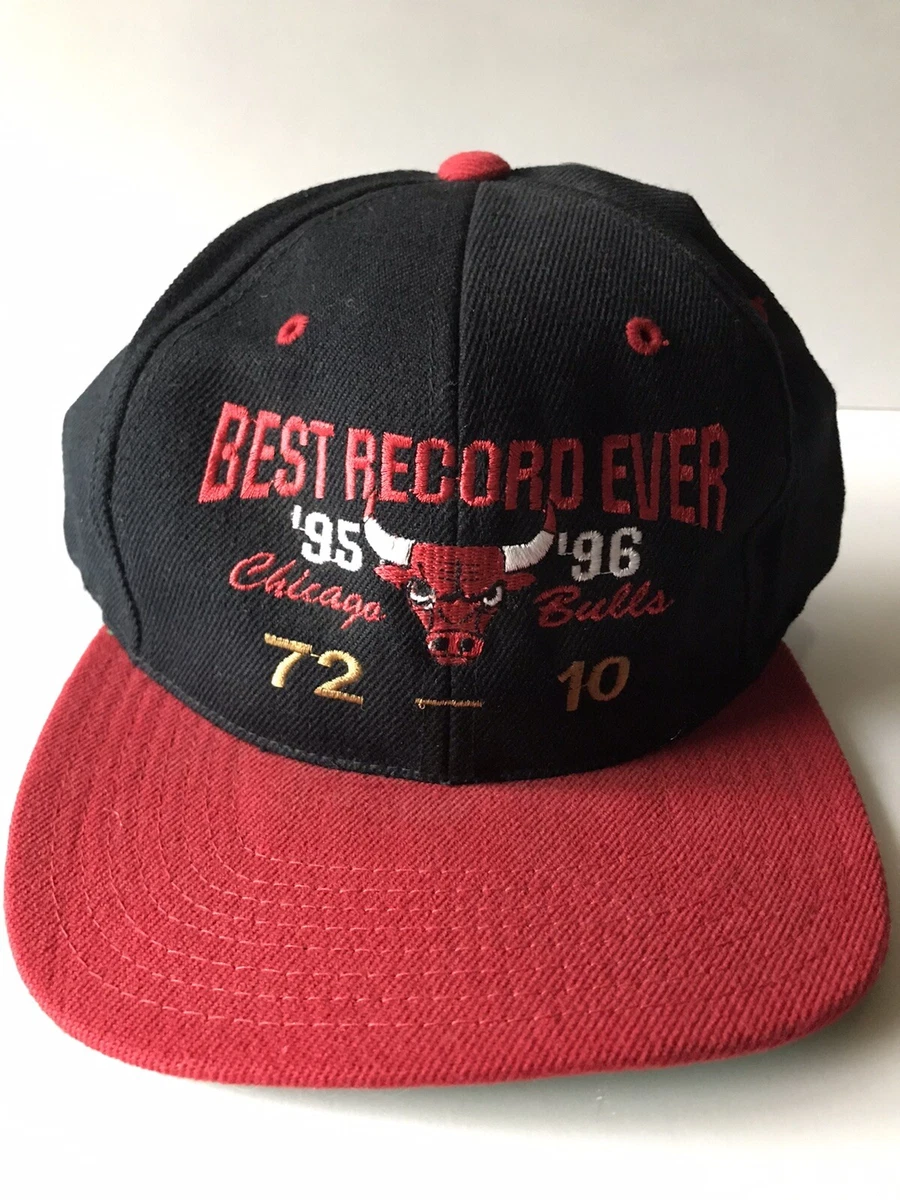 BEST RECORD EVER
'95 '96
Chicago Bulls
72 — 10